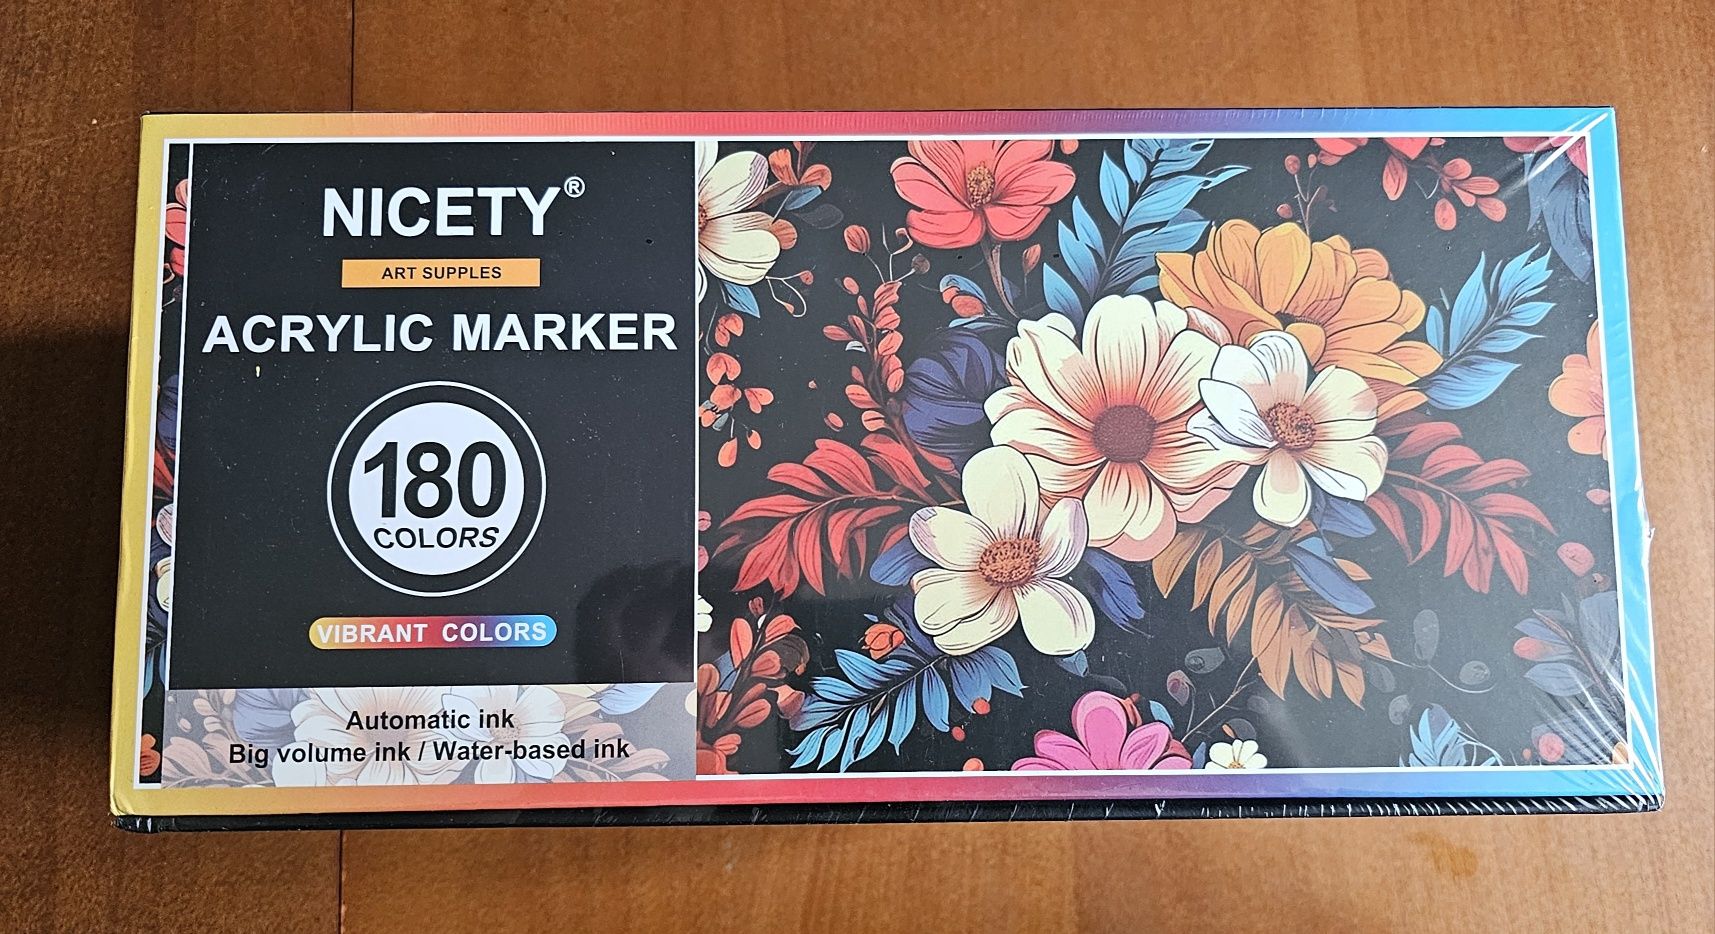 NICETY®
ART SUPPLES
ACRYLIC MARKER
180
COLORS
VIBRANT COLORS
Automatic ink
Big volume ink / Water-based ink